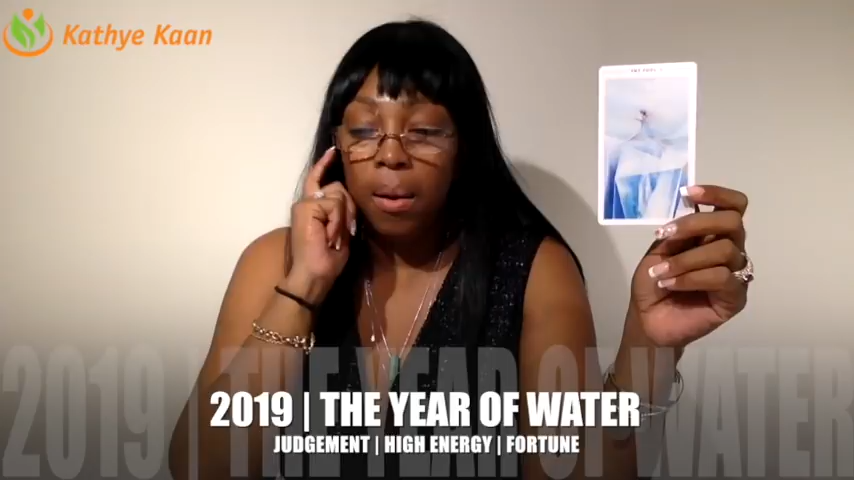 Kathye Kaan
2019 | THE YEAR OF WATER
2019 | THE YEAR OF WATER
JUDGEMENT | HIGH ENERGY | FORTUNE